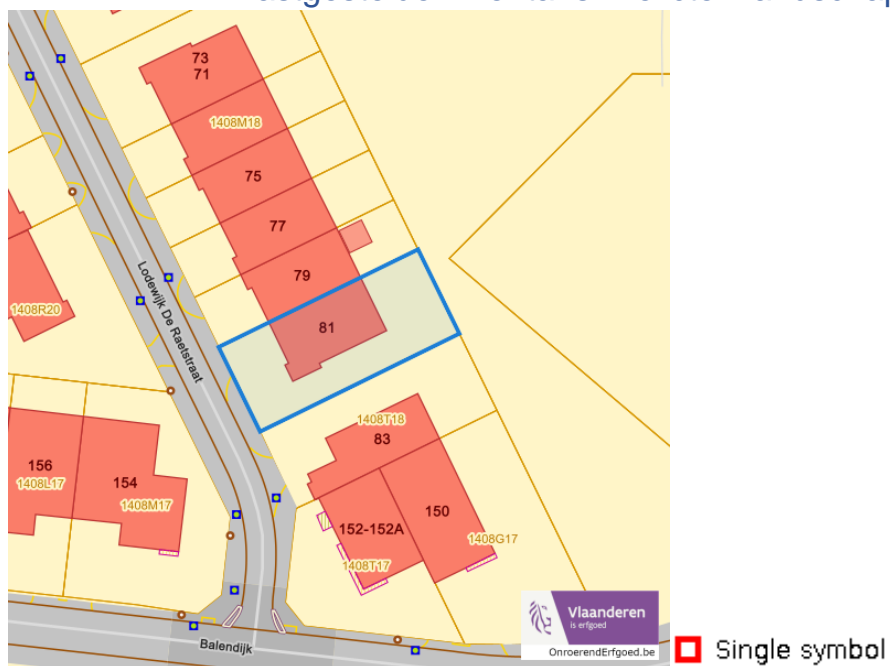 73
71
1408M18
75
77
79
81
Lodewijk De Raetstraat
1408R20
1408T18
83
156
1408L17
154
1408M17
152-152A
150
1408T17
1408G17
Balendijk
Vlaanderen
is erfgoed
OnroerendErfgoed.be
Single symbol